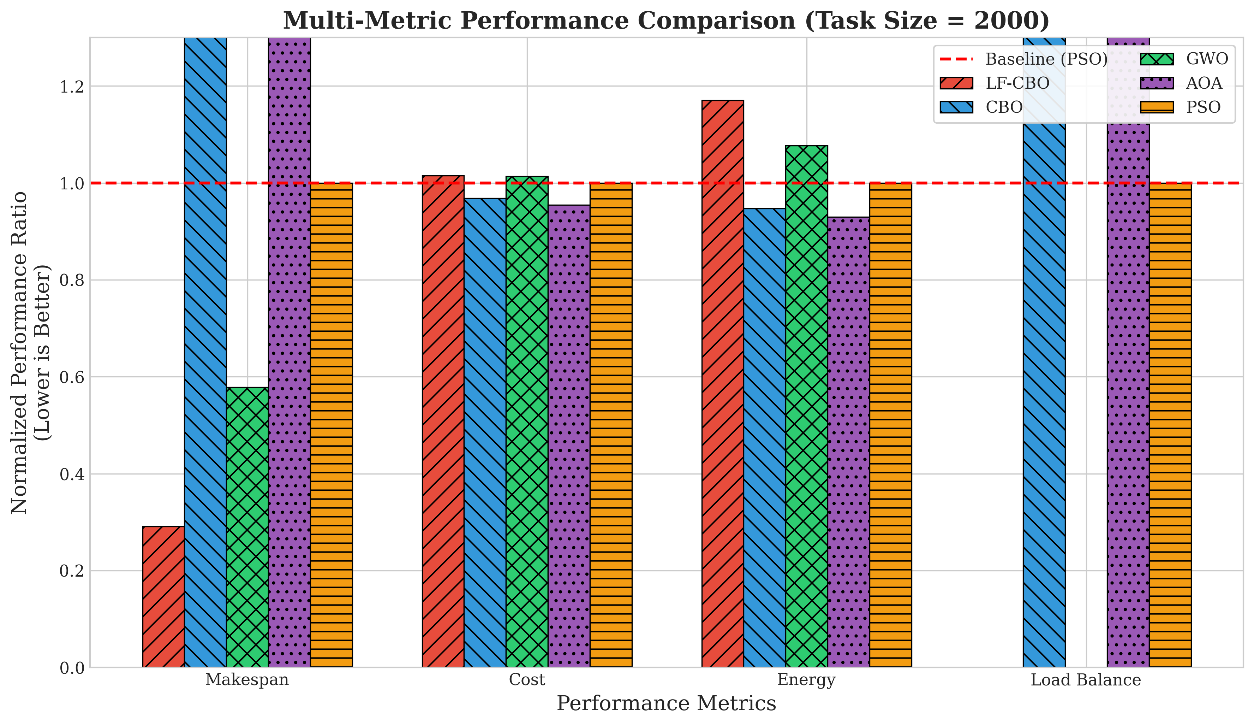 Multi-Metric Performance Comparison (Task Size = 2000)
Normalized Performance Ratio
(Lower is Better)
1.2
1.0
0.8
0.6
0.4
0.2
0.0
Baseline (PSO)
LF-CBO
CBO
GWO
AOA
PSO
Makespan
Cost
Energy
Load Balance
Performance Metrics